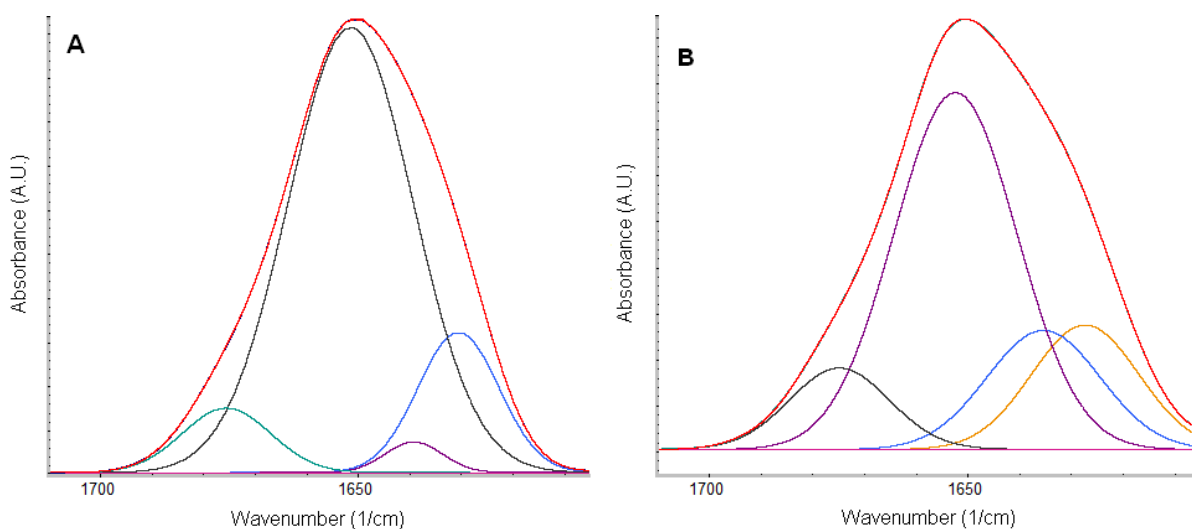 A
Absorbance (A.U.)
1700
1650
Wavenumber (1/cm)
B
Absorbance (A.U.)
1700
1650
Wavenumber (1/cm)